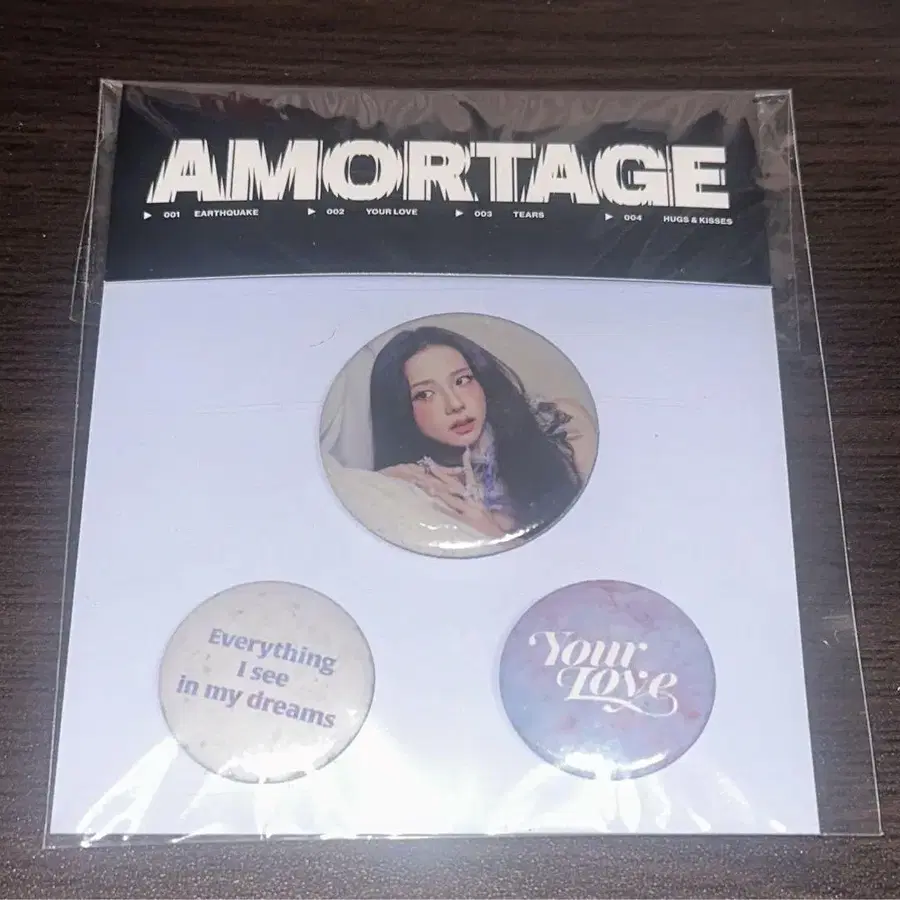 AMORTAGE
▶ 001 EARTHQUAKE ▶ 002 YOUR LOVE ▶ 003 TEARS ▶ 004 HUGS & KISSES
Everything
I see
in my dreams
Your
Love